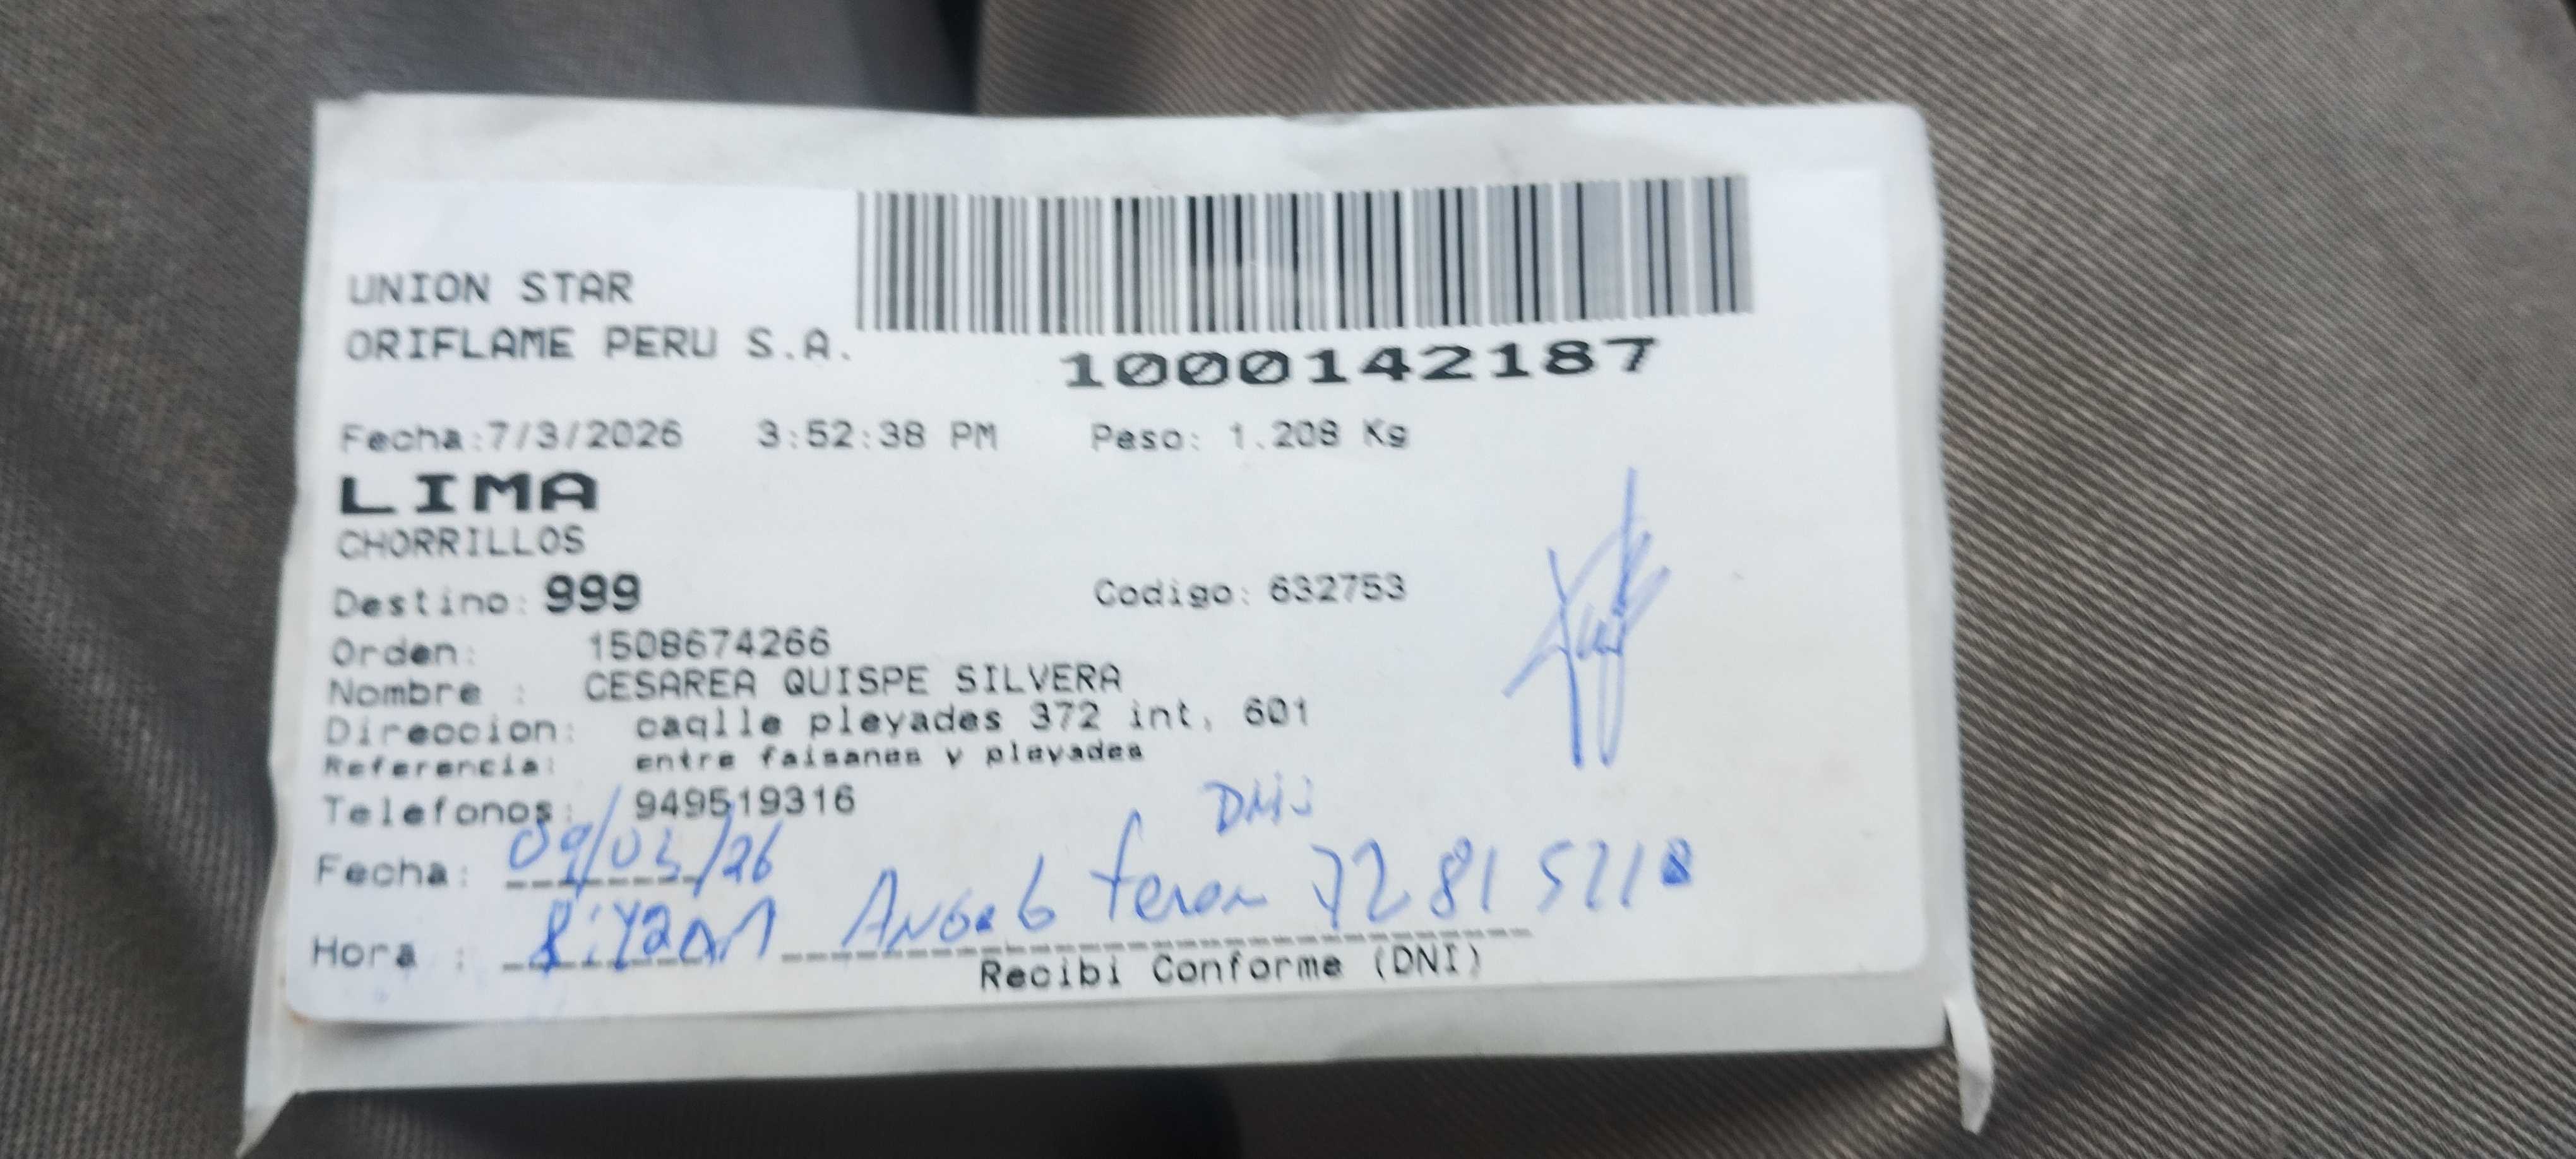 UNION STAR
ORIFLAME PERU S.A.
1000142187
Fecha:7/3/2026 3:52:38 PM Peso: 1.208 Kg
LIMA
CHORRILLOS
Destino: 999 Codigo: 632753
Orden: 1508674266
Nombre : CESAREA QUISPE SILVERA
Direccion: caqlle pleyades 372 int. 601
Referencia: entre faisanes y pleyades
Telefonos: 949519316
Fecha: 09/03/26
Hora :
Recibi Conforme (DNI)